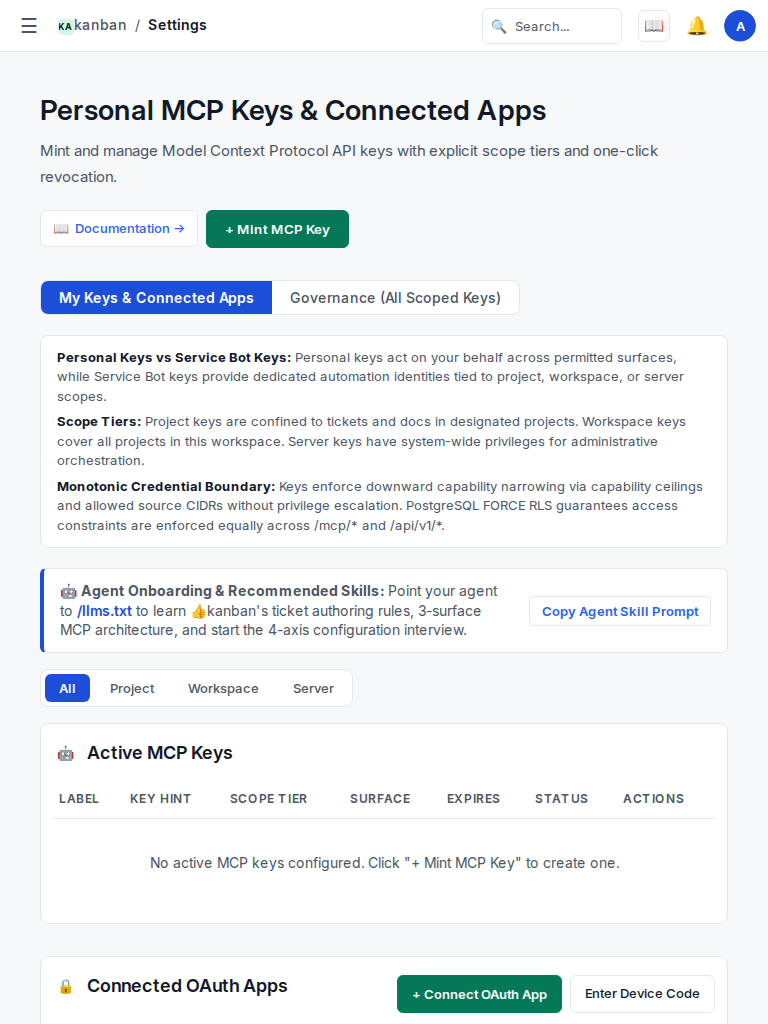 ☰ KA kanban / Settings
🔍 Search...
📖 🔔 A
Personal MCP Keys & Connected Apps
Mint and manage Model Context Protocol API keys with explicit scope tiers and one-click
revocation.
📖 Documentation →
+ Mint MCP Key
My Keys & Connected Apps
Governance (All Scoped Keys)
Personal Keys vs Service Bot Keys: Personal keys act on your behalf across permitted surfaces,
while Service Bot keys provide dedicated automation identities tied to project, workspace, or server
scopes.
Scope Tiers: Project keys are confined to tickets and docs in designated projects. Workspace keys
cover all projects in this workspace. Server keys have system-wide privileges for administrative
orchestration.
Monotonic Credential Boundary: Keys enforce downward capability narrowing via capability ceilings
and allowed source CIDRs without privilege escalation. PostgreSQL FORCE RLS guarantees access
constraints are enforced equally across /mcp/* and /api/v1/*.
🤖 Agent Onboarding & Recommended Skills: Point your agent
to /llms.txt to learn 👍kanban's ticket authoring rules, 3-surface
MCP architecture, and start the 4-axis configuration interview.
Copy Agent Skill Prompt
All Project Workspace Server
🤖 Active MCP Keys
LABEL KEY HINT SCOPE TIER SURFACE EXPIRES STATUS ACTIONS
No active MCP keys configured. Click "+ Mint MCP Key" to create one.
🔒 Connected OAuth Apps
+ Connect OAuth App
Enter Device Code